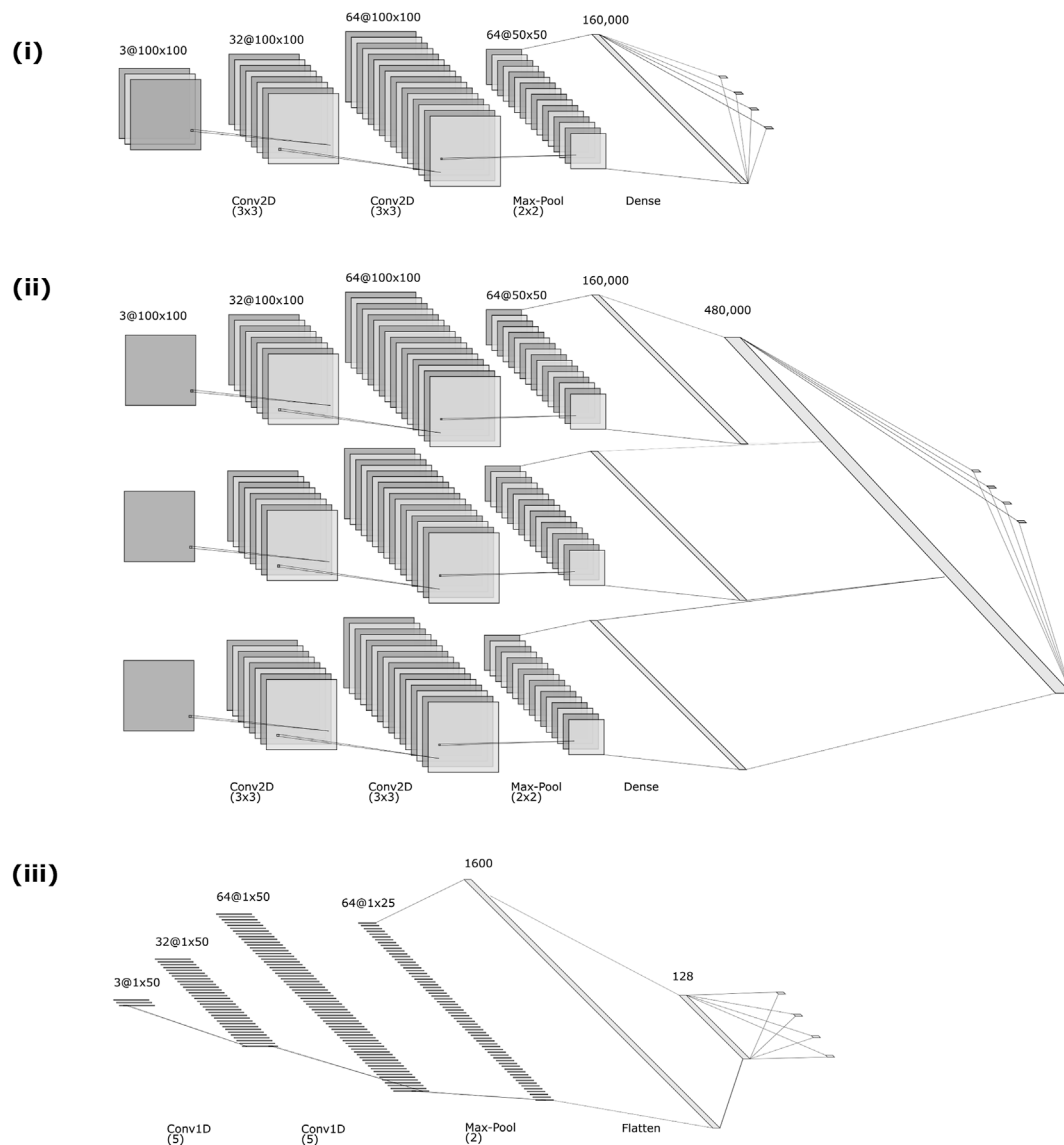 (i)
3@100x100
32@100x100
64@100x100
64@50x50
160,000
Conv2D
(3x3)
Conv2D
(3x3)
Max-Pool
(2x2)
Dense
(ii)
3@100x100
32@100x100
64@100x100
64@50x50
160,000
480,000
Conv2D
(3x3)
Conv2D
(3x3)
Max-Pool
(2x2)
Dense
(iii)
3@1x50
32@1x50
64@1x50
64@1x25
1600
128
Conv1D
(5)
Conv1D
(5)
Max-Pool
(2)
Flatten